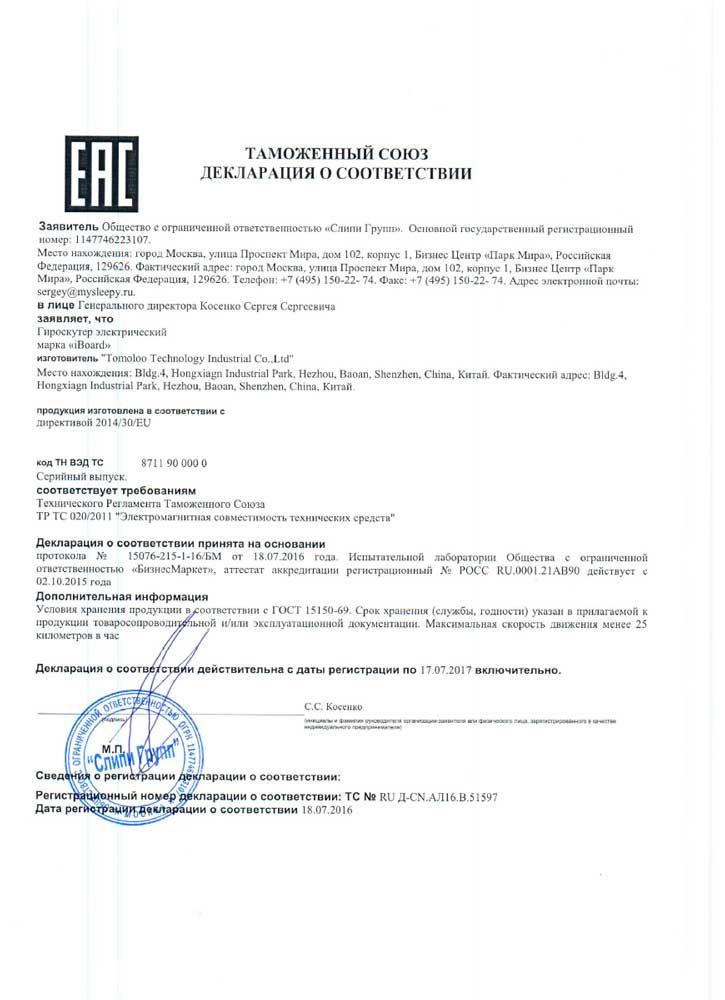 ЕАС
ТАМОЖЕННЫЙ СОЮЗ
ДЕКЛАРАЦИЯ О СООТВЕТСТВИИ
Заявитель Общество с ограниченной ответственностью «Слипи Групп». Основной государственный регистрационный
номер: 1147746223107.
Место нахождения: город Москва, улица Проспект Мира, дом 102, корпус 1, Бизнес Центр «Парк Мира», Российская
Федерация, 129626. Фактический адрес: город Москва, улица Проспект Мира, дом 102, корпус 1, Бизнес Центр «Парк
Мира», Российская Федерация, 129626. Телефон: +7 (495) 150-22- 74. Факс: +7 (495) 150-22- 74. Адрес электронной почты:
sergey@mysleepy.ru.
в лице Генерального директора Косенко Сергея Сергеевича
заявляет, что
Гироскутер электрический
марка «iBoard»
изготовитель "Tomoloo Technology Industrial Co.,Ltd"
Место нахождения: Bldg.4, Hongxiagn Industrial Park, Hezhou, Baoan, Shenzhen, China, Китай. Фактический адрес: Bldg.4,
Hongxiagn Industrial Park, Hezhou, Baoan, Shenzhen, China, Китай.
продукция изготовлена в соответствии с
директивой 2014/30/EU
код ТН ВЭД ТС 8711 90 000 0
Серийный выпуск.
соответствует требованиям
Технического Регламента Таможенного Союза
ТР ТС 020/2011 "Электромагнитная совместимость технических средств"
Декларация о соответствии принята на основании
протокола № 15076-215-1-16/БМ от 18.07.2016 года. Испытательной лаборатории Общества с ограниченной
ответственностью «БизнесМаркет», аттестат аккредитации регистрационный № РОСС RU.0001.21АВ90 действует с
02.10.2015 года
Дополнительная информация
Условия хранения продукции в соответствии с ГОСТ 15150-69. Срок хранения (службы, годности) указан в прилагаемой к
продукции товаросопроводительной и/или эксплуатационной документации. Максимальная скорость движения менее 25
километров в час
Декларация о соответствии действительна с даты регистрации по 17.07.2017 включительно.
С.С. Косенко
(подпись)
(инициалы и фамилия руководителя организации-заявителя или физического лица, зарегистрированного в качестве
индивидуального предпринимателя)
М.П.
"Слипи Групп"
Сведения о регистрации декларации о соответствии:
Регистрационный номер декларации о соответствии: ТС № RU Д-CN.АЛ16.В.51597
Дата регистрации декларации о соответствии 18.07.2016